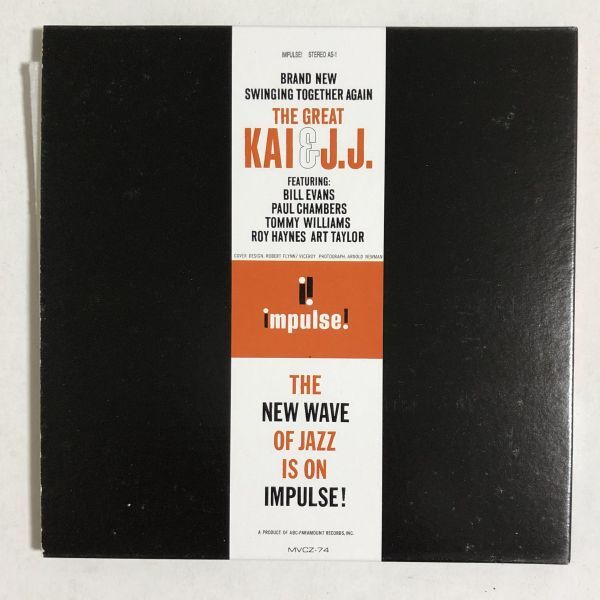 IMPULSE! STEREO AS-1
BRAND NEW
SWINGING TOGETHER AGAIN
THE GREAT
KAI & J.J.
FEATURING:
BILL EVANS
PAUL CHAMBERS
TOMMY WILLIAMS
ROY HAYNES ART TAYLOR
COVER DESIGN, ROBERT FLYNN/ VICEROY PHOTOGRAPH, ARNOLD NEWMAN
i!
impulse!
THE
NEW WAVE
OF JAZZ
IS ON
IMPULSE!
A PRODUCT OF ABC-PARAMOUNT RECORDS, INC.
MVCZ-74